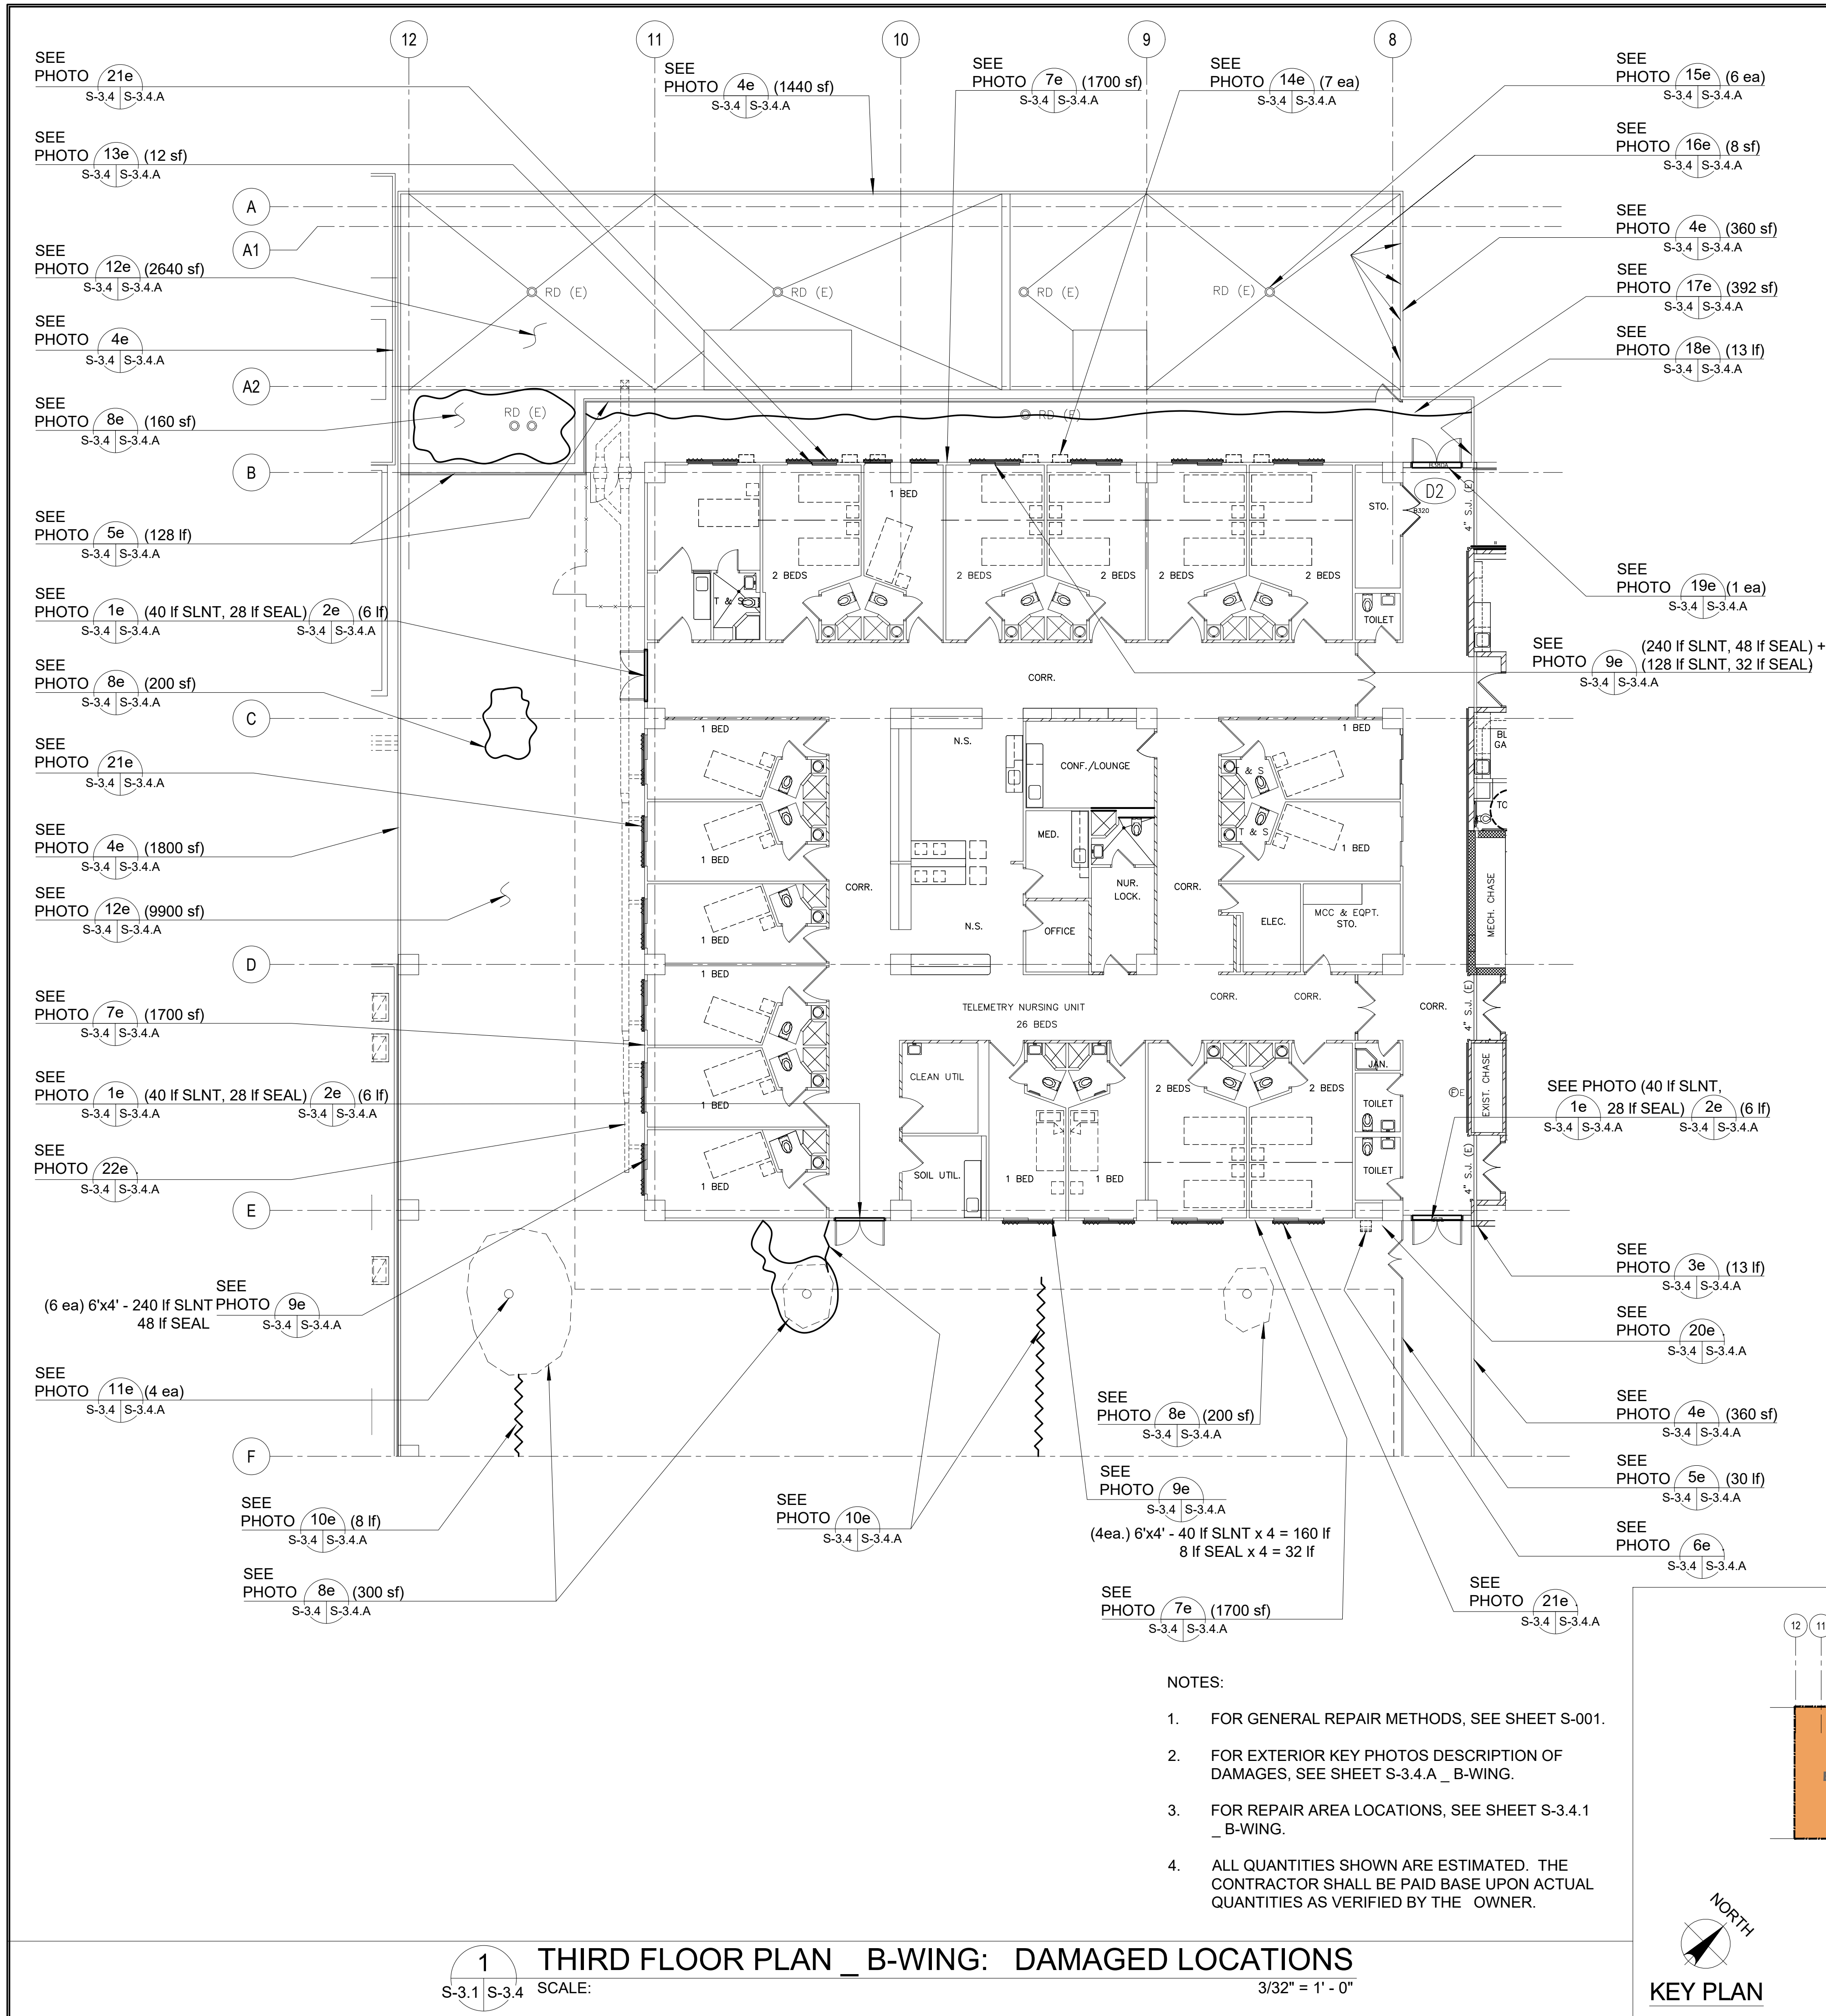 12
11
10
9
8
SEE
PHOTO 21e
S-3.4 S-3.4.A
SEE
PHOTO 4e (1440 sf)
S-3.4 S-3.4.A
SEE
PHOTO 7e (1700 sf)
S-3.4 S-3.4.A
SEE
PHOTO 14e (7 ea)
S-3.4 S-3.4.A
SEE
PHOTO 15e (6 ea)
S-3.4 S-3.4.A
SEE
PHOTO 13e (12 sf)
S-3.4 S-3.4.A
SEE
PHOTO 16e (8 sf)
S-3.4 S-3.4.A
A
A1
SEE
PHOTO 4e (360 sf)
S-3.4 S-3.4.A
SEE
PHOTO 12e (2640 sf)
S-3.4 S-3.4.A
RD (E)
RD (E)
RD (E)
RD (E)
SEE
PHOTO 17e (392 sf)
S-3.4 S-3.4.A
SEE
PHOTO 4e
S-3.4 S-3.4.A
SEE
PHOTO 18e (13 lf)
S-3.4 S-3.4.A
A2
SEE
PHOTO 8e (160 sf)
S-3.4 S-3.4.A
RD (E)
RD (E)
B
D2
4" S.J. (E)
1 BED
STO.
B320
SEE
PHOTO 5e (128 lf)
S-3.4 S-3.4.A
2 BEDS
2 BEDS
2 BEDS
2 BEDS
2 BEDS
SEE
PHOTO 19e (1 ea)
S-3.4 S-3.4.A
SEE
PHOTO 1e (40 lf SLNT, 28 lf SEAL) 2e (6 lf)
S-3.4 S-3.4.A S-3.4 S-3.4.A
T & S
TOILET
SEE (240 lf SLNT, 48 lf SEAL) +
PHOTO 9e (128 lf SLNT, 32 lf SEAL)
S-3.4 S-3.4.A
SEE
PHOTO 8e (200 sf)
S-3.4 S-3.4.A
CORR.
C
1 BED
N.S.
CONF./LOUNGE
1 BED
BL
GA
SEE
PHOTO 21e
S-3.4 S-3.4.A
T & S
TC
SEE
PHOTO 4e (1800 sf)
S-3.4 S-3.4.A
MED.
T & S
1 BED
1 BED
SEE
PHOTO 12e (9900 sf)
S-3.4 S-3.4.A
CORR.
NUR.
LOCK.
CORR.
MECH. CHASE
ELEC.
MCC & EQPT.
STO.
N.S.
OFFICE
1 BED
D
1 BED
SEE
PHOTO 7e (1700 sf)
S-3.4 S-3.4.A
TELEMETRY NURSING UNIT
26 BEDS
CORR.
CORR.
CORR.
4" S.J. (E)
SEE
PHOTO 1e (40 lf SLNT, 28 lf SEAL) 2e (6 lf)
S-3.4 S-3.4.A S-3.4 S-3.4.A
1 BED
CLEAN UTIL
2 BEDS
2 BEDS
JAN.
TOILET
EXIST. CHASE
SEE PHOTO (40 lf SLNT,
1e 28 lf SEAL) 2e (6 lf)
S-3.4 S-3.4.A S-3.4 S-3.4.A
SEE
PHOTO 22e
S-3.4 S-3.4.A
1 BED
SOIL UTIL.
1 BED
1 BED
TOILET
4" S.J. (E)
E
SEE
PHOTO 3e (13 lf)
S-3.4 S-3.4.A
SEE
(6 ea) 6'x4' - 240 lf SLNT PHOTO 9e
48 lf SEAL S-3.4 S-3.4.A
SEE
PHOTO 20e
S-3.4 S-3.4.A
SEE
PHOTO 11e (4 ea)
S-3.4 S-3.4.A
SEE
PHOTO 8e (200 sf)
S-3.4 S-3.4.A
SEE
PHOTO 4e (360 sf)
S-3.4 S-3.4.A
F
SEE
PHOTO 5e (30 lf)
S-3.4 S-3.4.A
SEE
PHOTO 10e (8 lf)
S-3.4 S-3.4.A
SEE
PHOTO 10e
S-3.4 S-3.4.A
SEE
PHOTO 9e
S-3.4 S-3.4.A
(4ea.) 6'x4' - 40 lf SLNT x 4 = 160 lf
8 lf SEAL x 4 = 32 lf
SEE
PHOTO 6e
S-3.4 S-3.4.A
SEE
PHOTO 8e (300 sf)
S-3.4 S-3.4.A
SEE
PHOTO 7e (1700 sf)
S-3.4 S-3.4.A
SEE
PHOTO 21e
S-3.4 S-3.4.A
12
11
NOTES:
1. FOR GENERAL REPAIR METHODS, SEE SHEET S-001.
2. FOR EXTERIOR KEY PHOTOS DESCRIPTION OF
DAMAGES, SEE SHEET S-3.4.A _ B-WING.
3. FOR REPAIR AREA LOCATIONS, SEE SHEET S-3.4.1
_ B-WING.
4. ALL QUANTITIES SHOWN ARE ESTIMATED. THE
CONTRACTOR SHALL BE PAID BASE UPON ACTUAL
QUANTITIES AS VERIFIED BY THE OWNER.
NORTH
KEY PLAN
1
S-3.1 S-3.4
THIRD FLOOR PLAN _ B-WING: DAMAGED LOCATIONS
SCALE: 3/32" = 1' - 0"